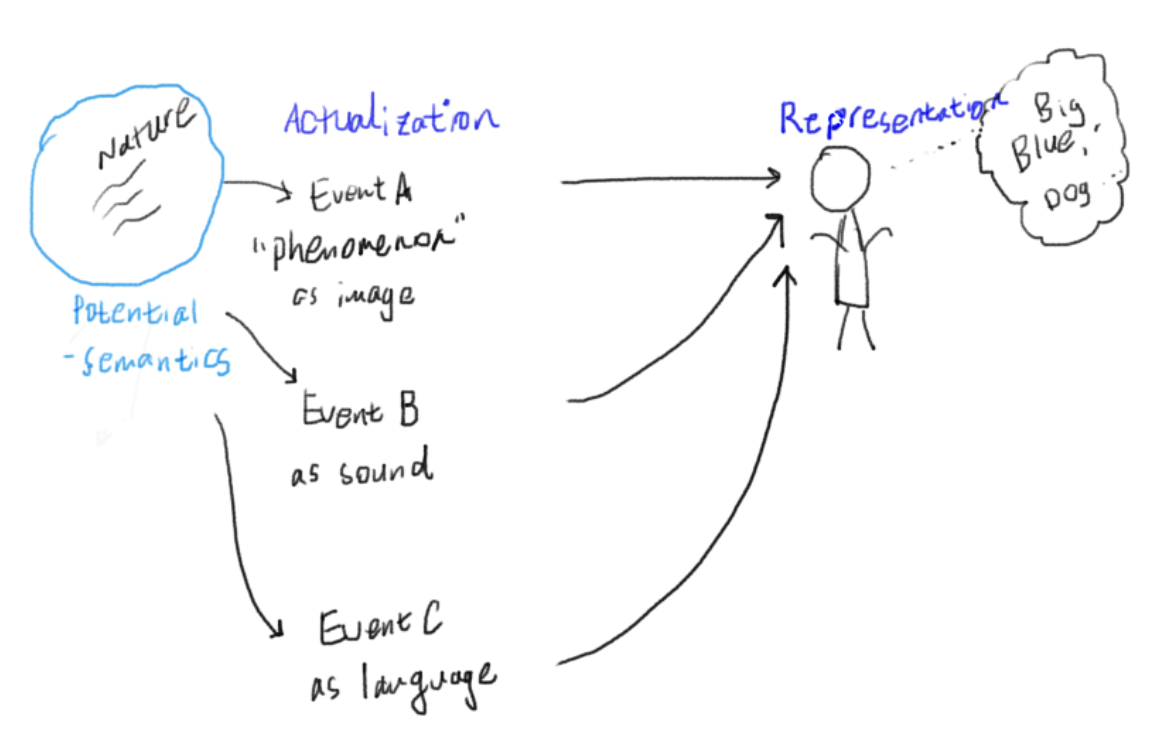 Nature
Potential
-semantics
Actualization
Event A
"phenomenon"
as image
Event B
as sound
Event C
as language
Representation
Big
Blue,
Dog